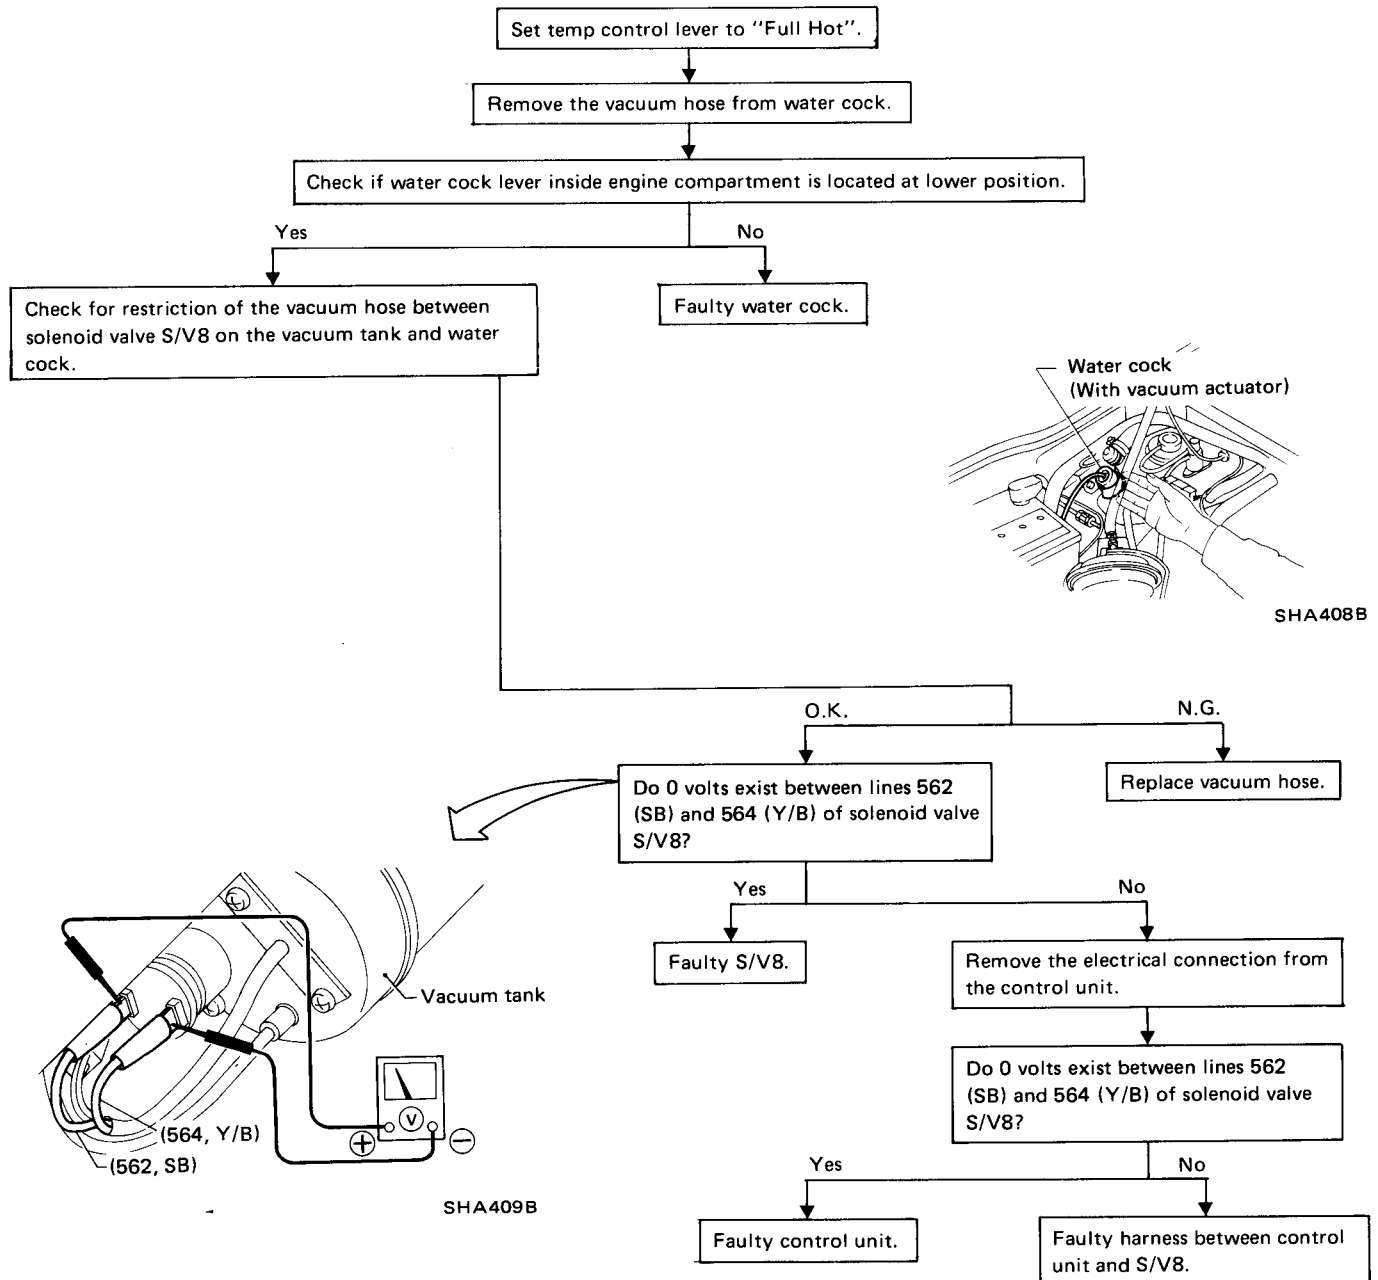 Set temp control lever to "Full Hot".
Remove the vacuum hose from water cock.
Check if water cock lever inside engine compartment is located at lower position.
Yes
No
Check for restriction of the vacuum hose between
solenoid valve S/V8 on the vacuum tank and water
cock.
Faulty water cock.
Water cock
(With vacuum actuator)
SHA408B
O.K.
N.G.
Do 0 volts exist between lines 562
(SB) and 564 (Y/B) of solenoid valve
S/V8?
Replace vacuum hose.
Yes
No
Faulty S/V8.
Remove the electrical connection from
the control unit.
Vacuum tank
V
(564, Y/B)
(562, SB)
+
−
SHA409B
Do 0 volts exist between lines 562
(SB) and 564 (Y/B) of solenoid valve
S/V8?
Yes
No
Faulty control unit.
Faulty harness between control
unit and S/V8.